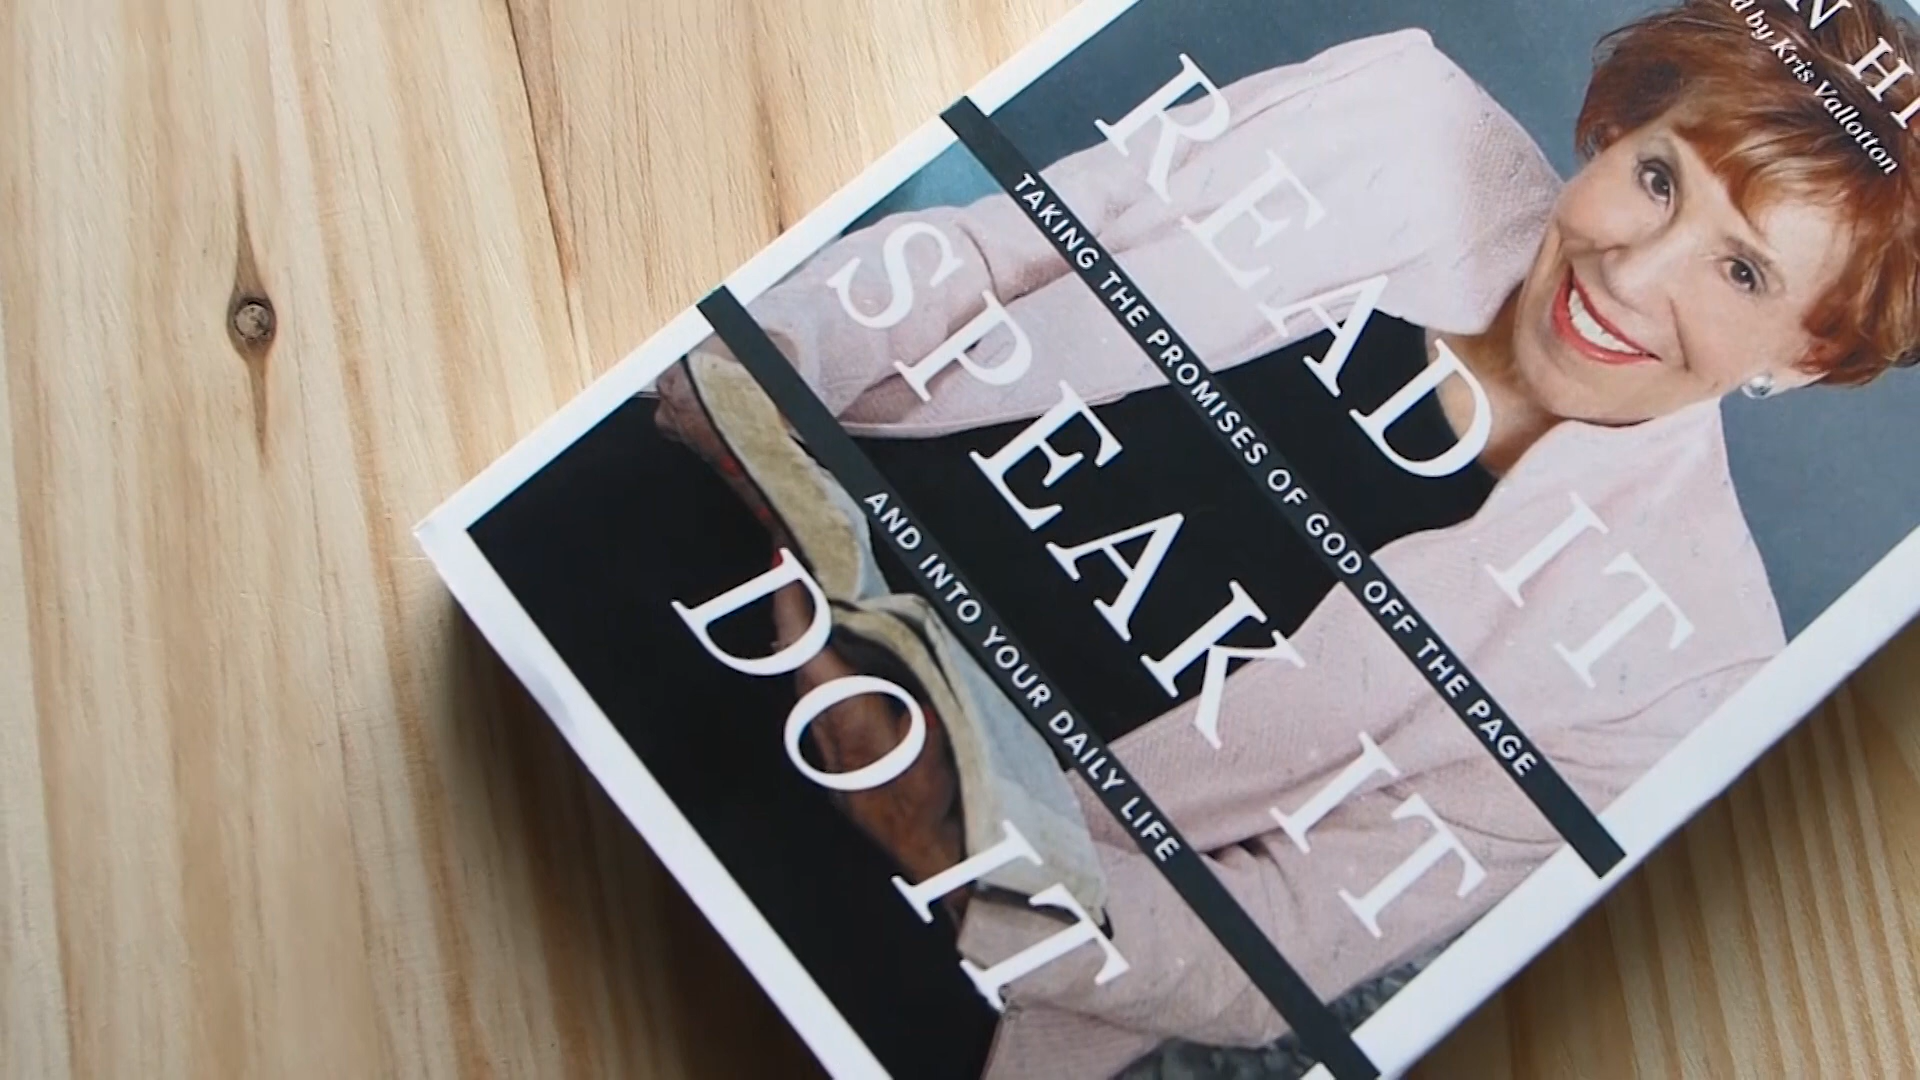 N HI
d by Kris Vallotton
READ IT
TAKING THE PROMISES OF GOD OFF THE PAGE
SPEAK IT
AND INTO YOUR DAILY LIFE
DO IT